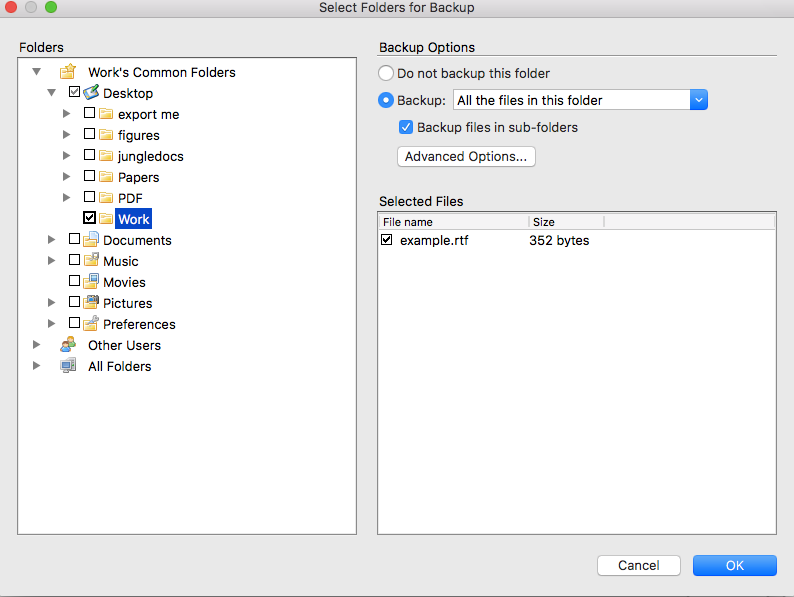 Select Folders for Backup
Folders
Work's Common Folders
Desktop
export me
figures
jungledocs
Papers
PDF
Work
Documents
Music
Movies
Pictures
Preferences
Other Users
All Folders
Backup Options
Do not backup this folder
Backup: All the files in this folder
Backup files in sub-folders
Advanced Options...
Selected Files
File name Size
example.rtf 352 bytes
Cancel OK